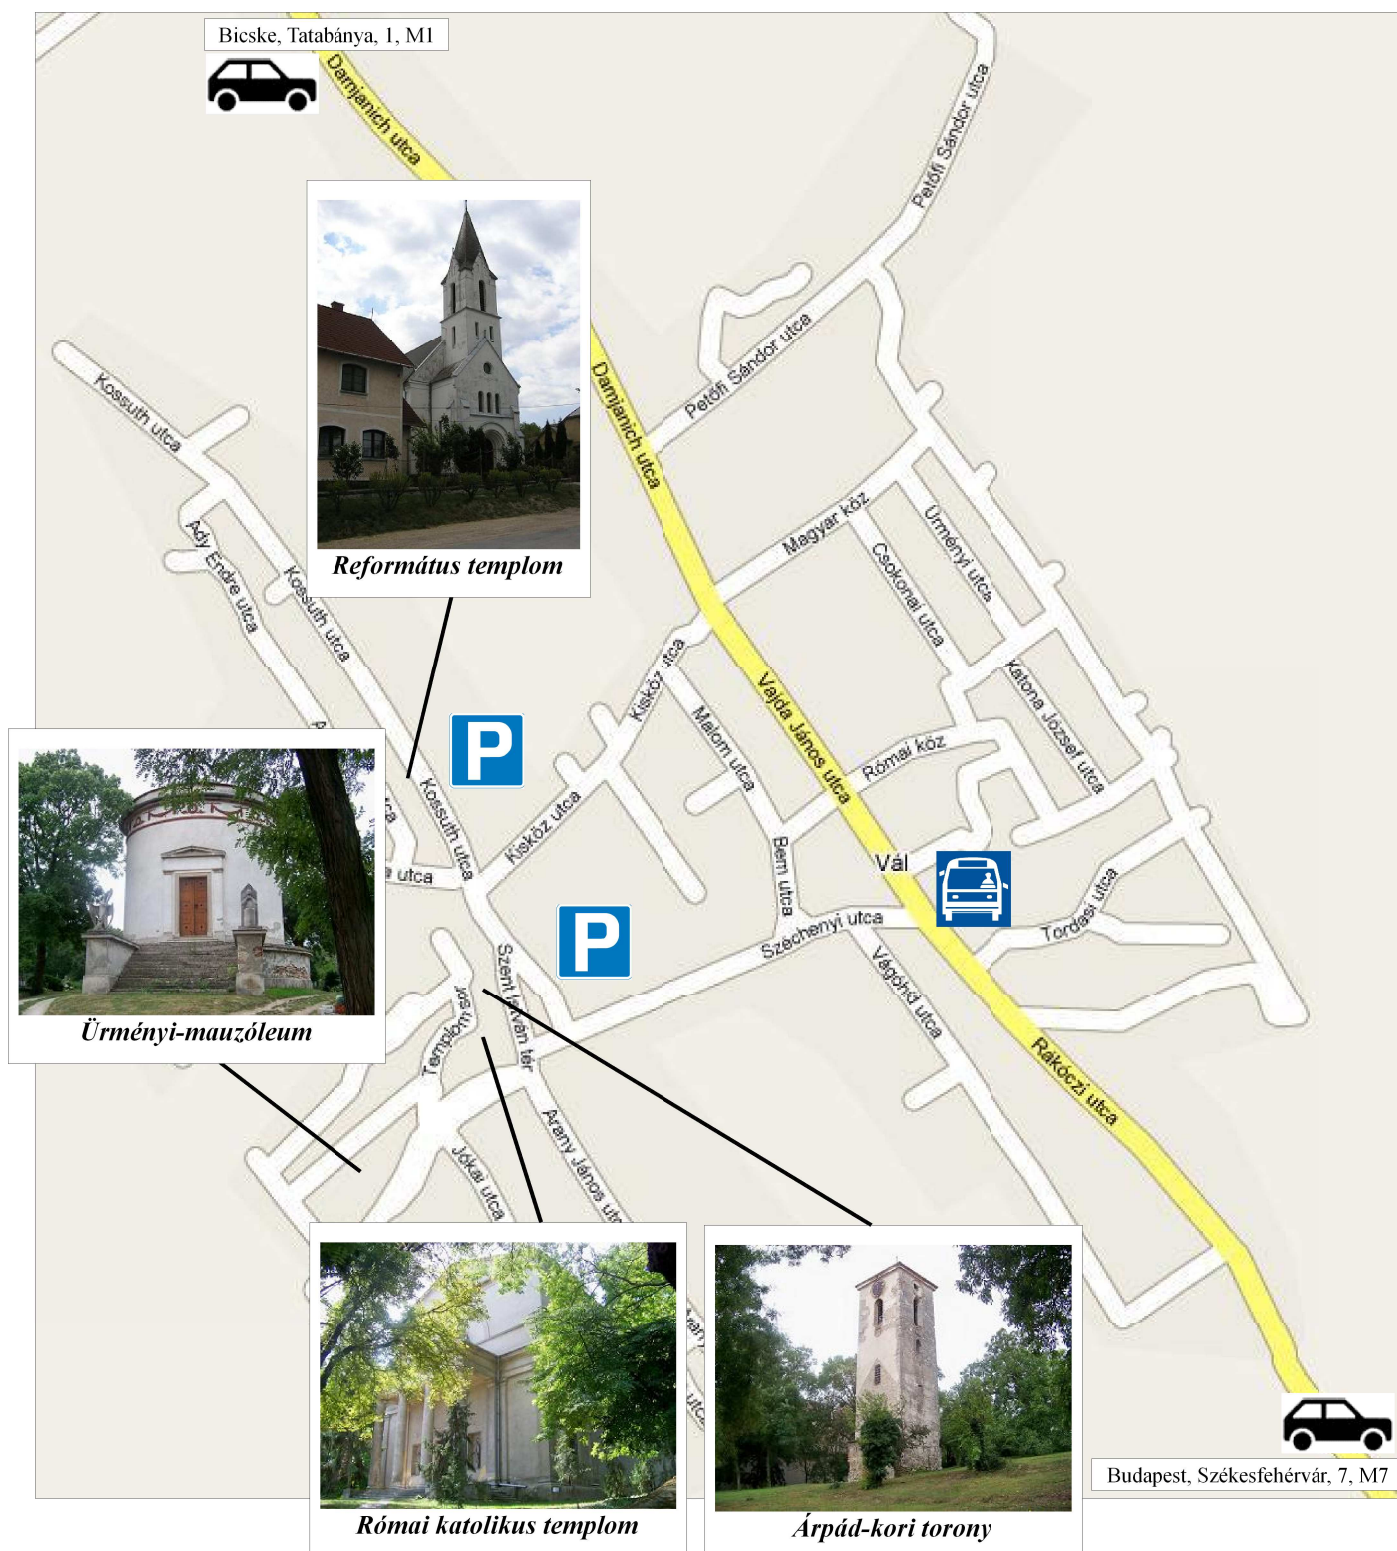 Bicske, Tatabánya, 1, M1
Damjanich utca
Petőfi Sándor utca
Petőfi Sándor utca
Damjanich utca
Kossuth utca
Református templom
Magyar köz
Ürményi utca
Csokonai utca
Ady Endre utca
Kossuth utca
Kisköz utca
Malom utca
Vajda János utca
Katona József utca
Római köz
P
Kossuth utca
Kisköz utca
utca
Bem utca
Vál
Széchenyi utca
Tordasi utca
P
Vágóhíd utca
Szent István tér
Templom sor
Ürményi-mauzóleum
Rákóczi utca
Arany János utc
Jókai utca
Budapest, Székesfehérvár, 7, M7
Római katolikus templom
Árpád-kori torony